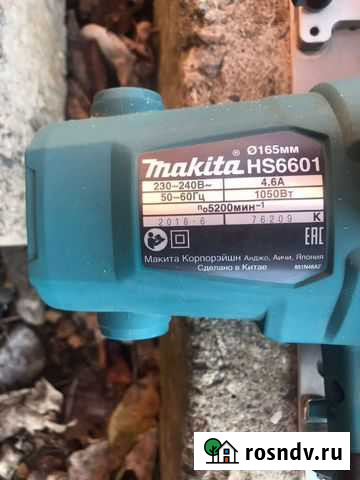 Ø165мм
makita® HS6601
230-240В~ 4.6А
50-60Гц 1050Вт
n₀5200мин⁻¹
2018-6 76209 K
EAC
Макита Корпорэйшн Анджо, Аичи, Япония
Сделано в Китае
rosndv.ru